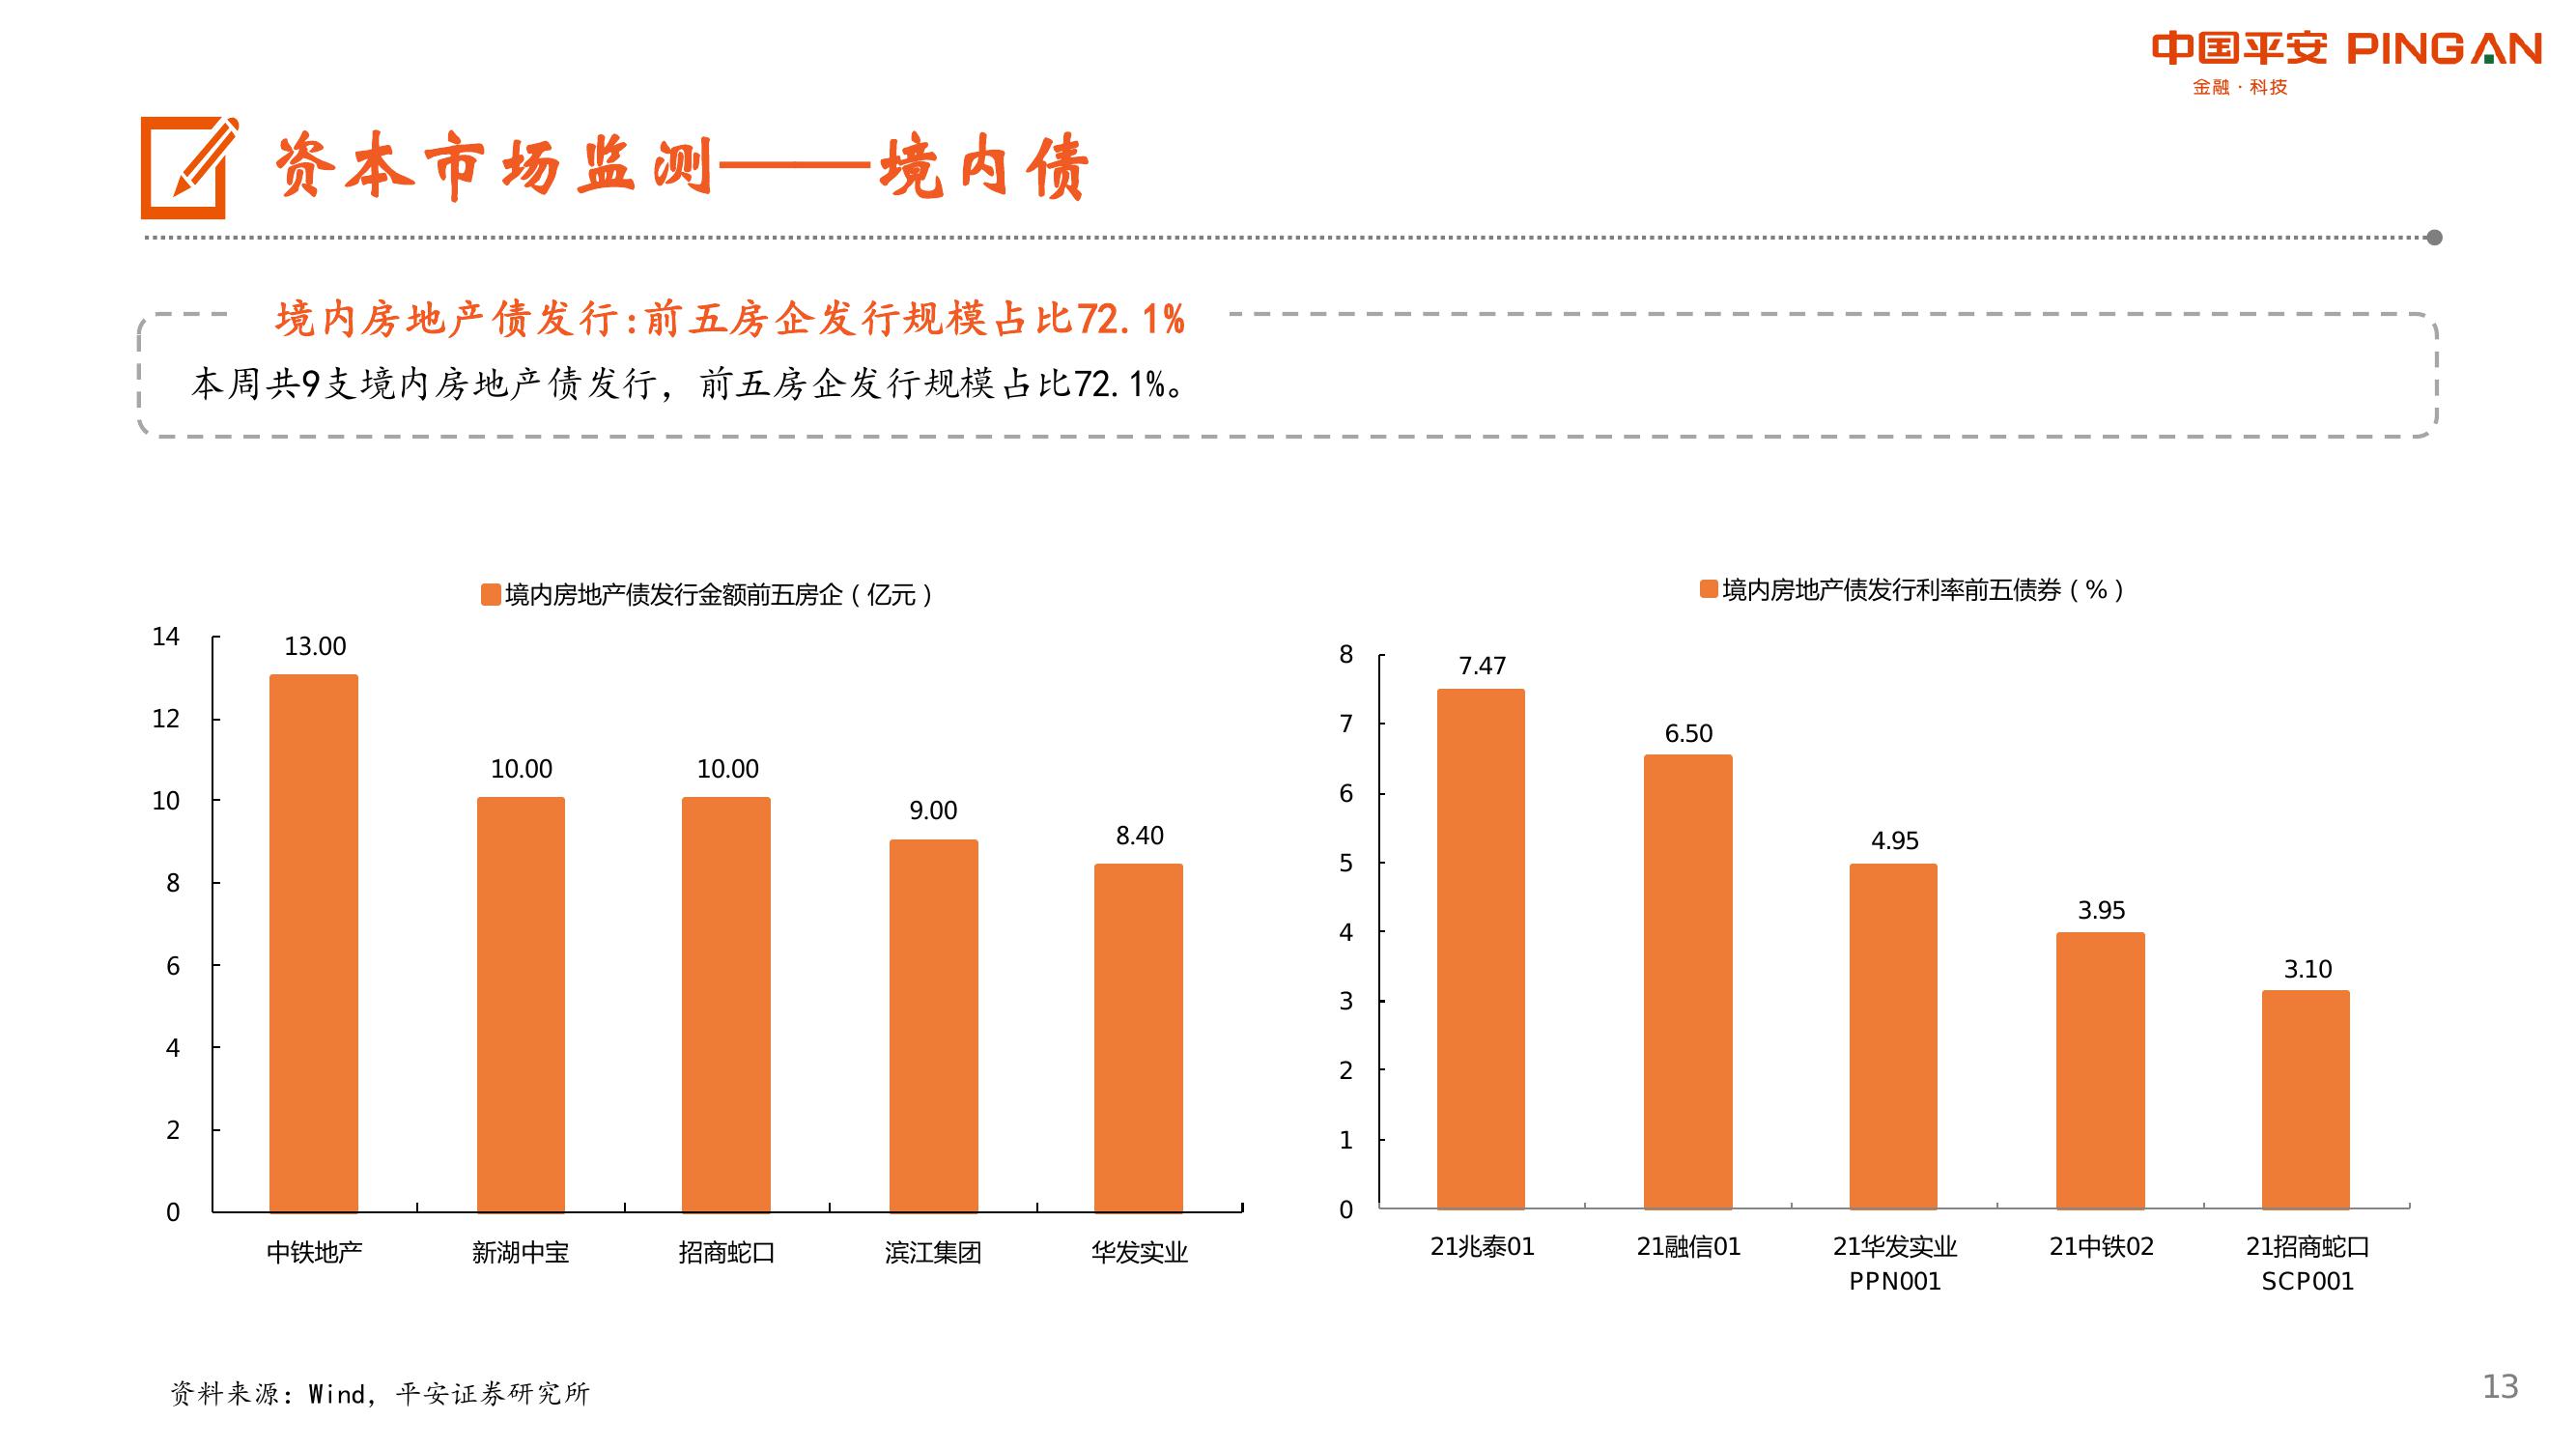 中国平安 PINGAN
金融·科技
资本市场监测——境内债
境内房地产债发行:前五房企发行规模占比72.1%
本周共9支境内房地产债发行，前五房企发行规模占比72.1%。
境内房地产债发行金额前五房企（亿元）
14
12
10
8
6
4
2
0
13.00
10.00
10.00
9.00
8.40
中铁地产
新湖中宝
招商蛇口
滨江集团
华发实业
境内房地产债发行利率前五债券（%）
8
7
6
5
4
3
2
1
0
7.47
6.50
4.95
3.95
3.10
21兆泰01
21融信01
21华发实业
PPN001
21中铁02
21招商蛇口
SCP001
资料来源：Wind，平安证券研究所
13